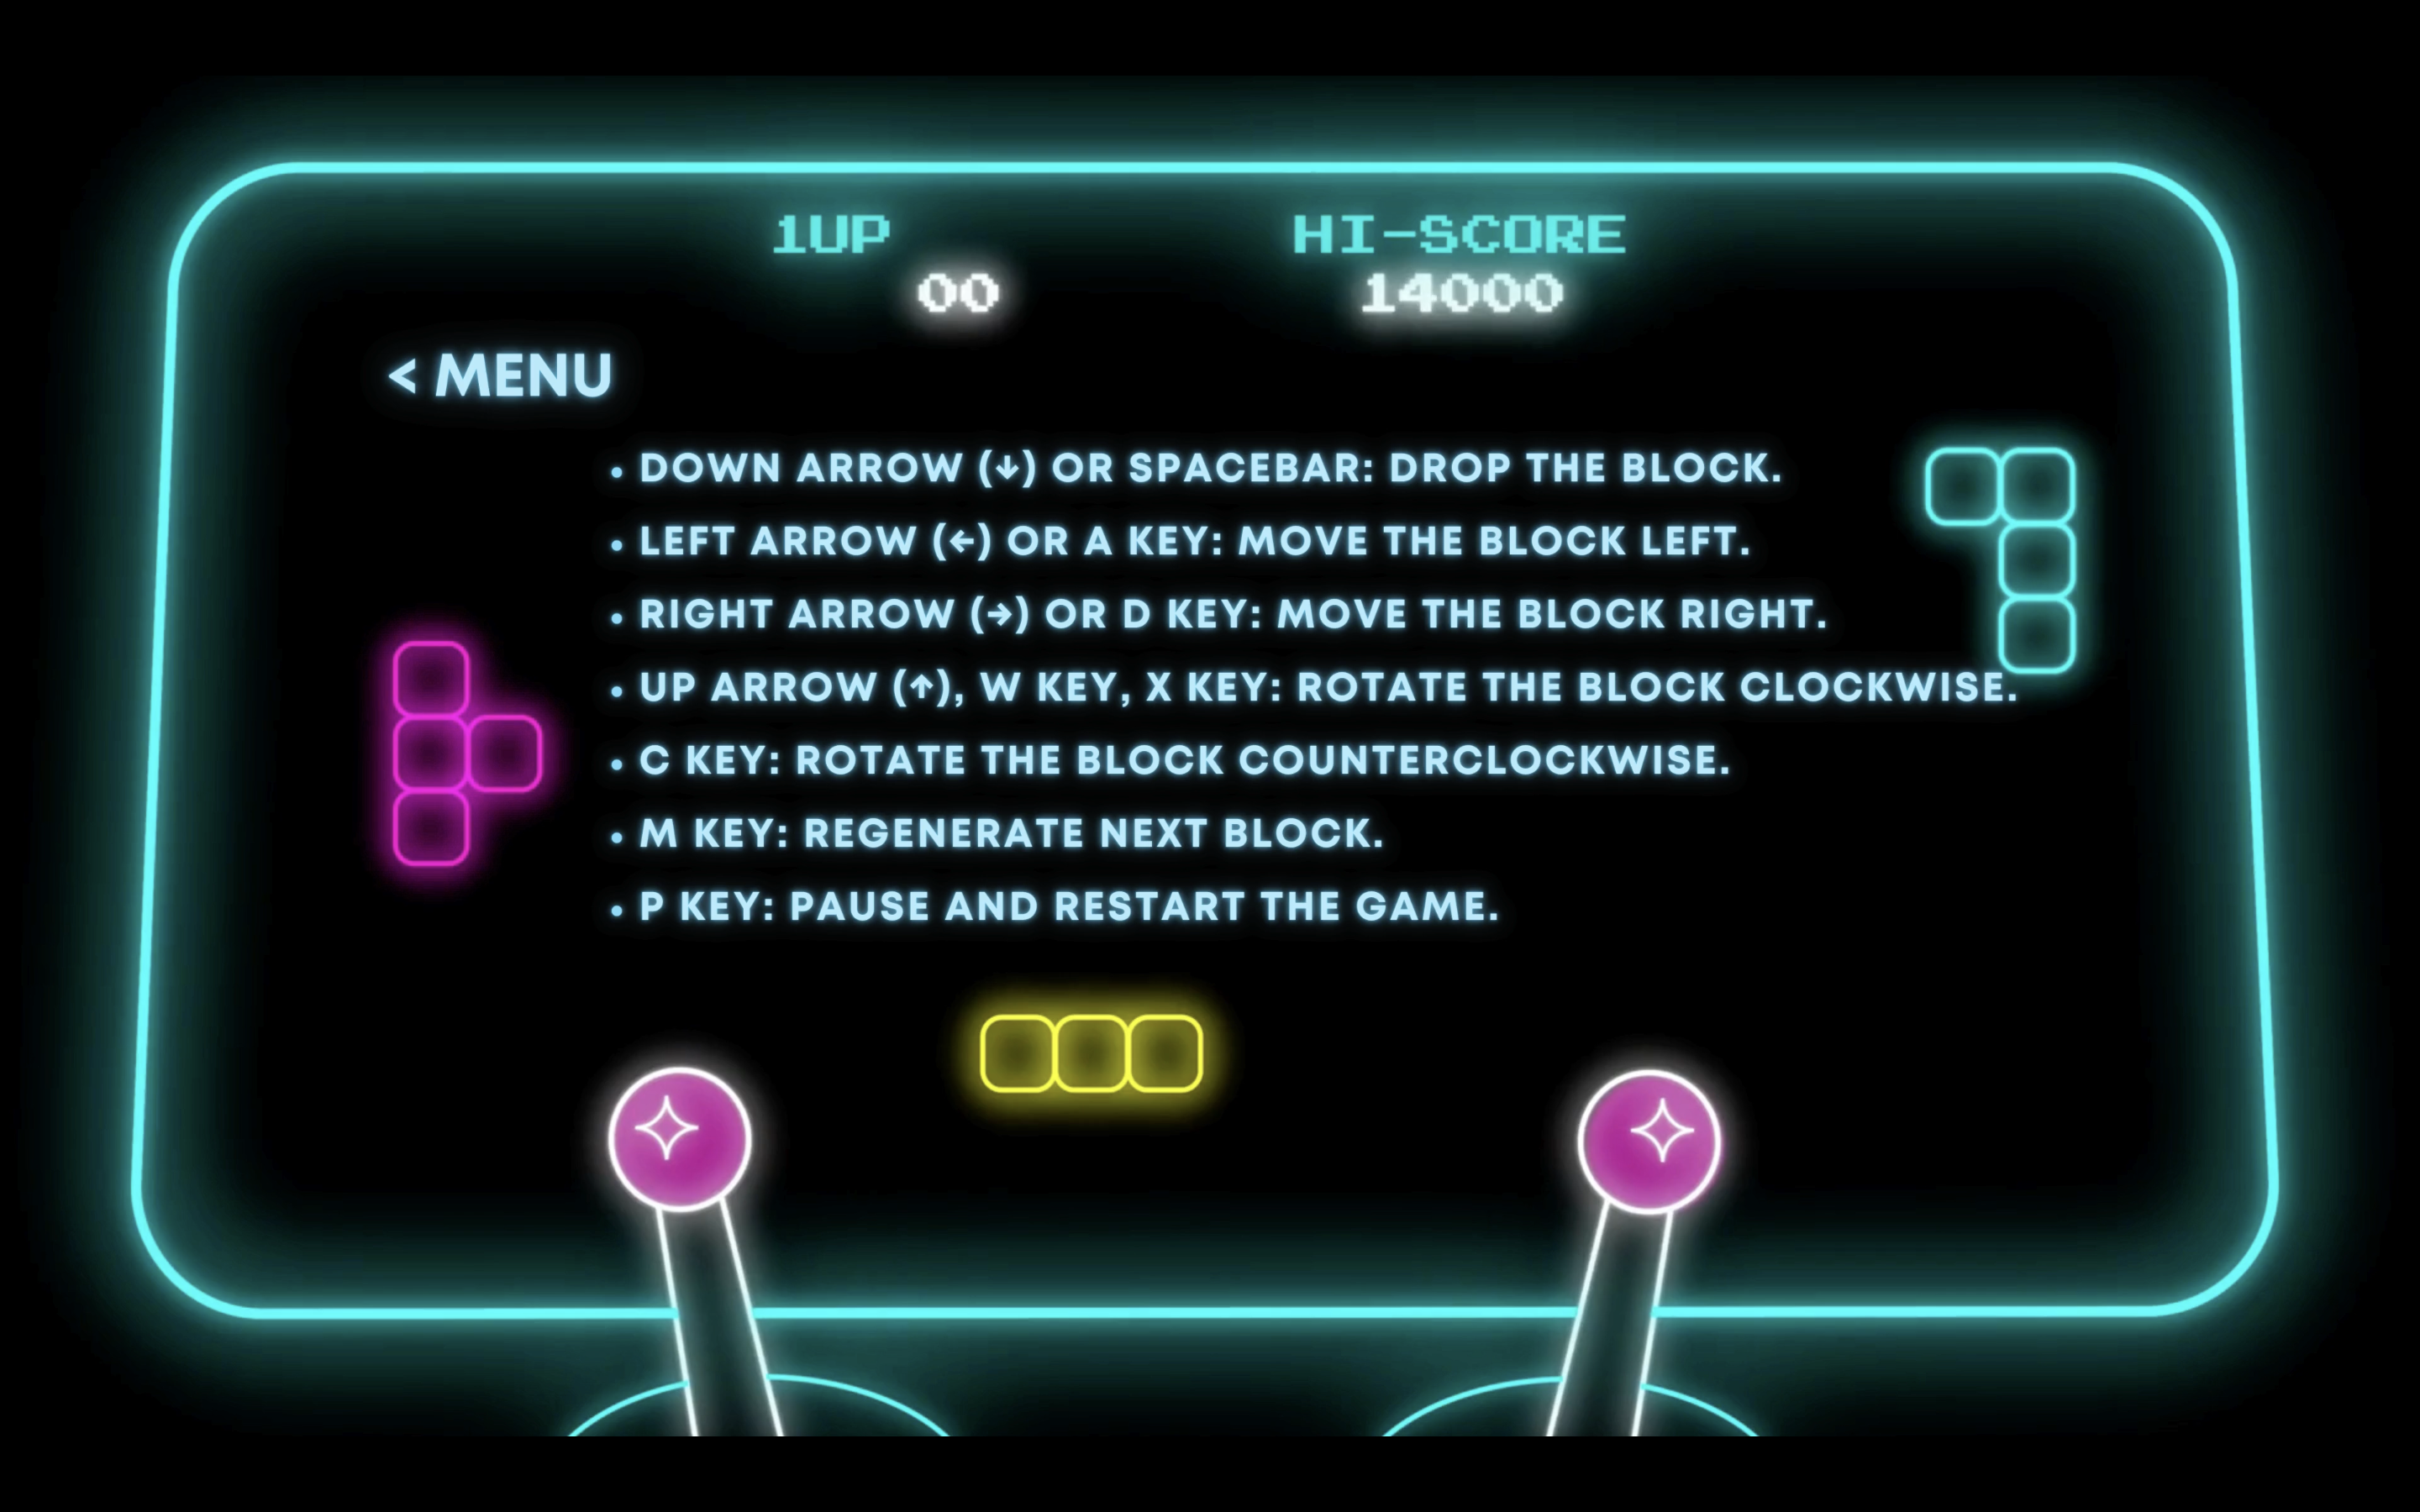 1UP
HI-SCORE
00
14000
< MENU
• DOWN ARROW (↓) OR SPACEBAR: DROP THE BLOCK.
• LEFT ARROW (←) OR A KEY: MOVE THE BLOCK LEFT.
• RIGHT ARROW (→) OR D KEY: MOVE THE BLOCK RIGHT.
• UP ARROW (↑), W KEY, X KEY: ROTATE THE BLOCK CLOCKWISE.
• C KEY: ROTATE THE BLOCK COUNTERCLOCKWISE.
• M KEY: REGENERATE NEXT BLOCK.
• P KEY: PAUSE AND RESTART THE GAME.